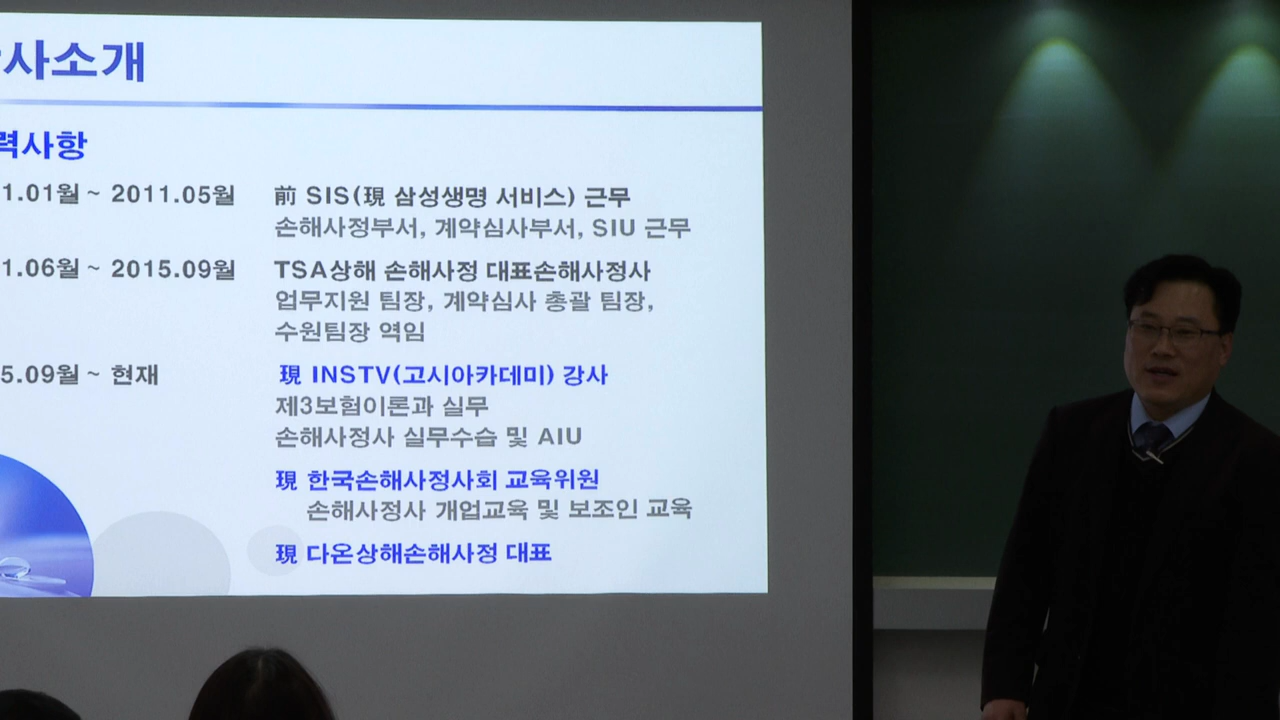 사소개
력사항
1.01월 ~ 2011.05월 前 SIS(現 삼성생명 서비스) 근무
손해사정부서, 계약심사부서, SIU 근무
1.06월 ~ 2015.09월 TSA상해 손해사정 대표손해사정사
업무지원 팀장, 계약심사 총괄 팀장,
수원팀장 역임
5.09월 ~ 현재 現 INSTV(고시아카데미) 강사
제3보험이론과 실무
손해사정사 실무수습 및 AIU
現 한국손해사정사회 교육위원
손해사정사 개업교육 및 보조인 교육
現 다온상해손해사정 대표